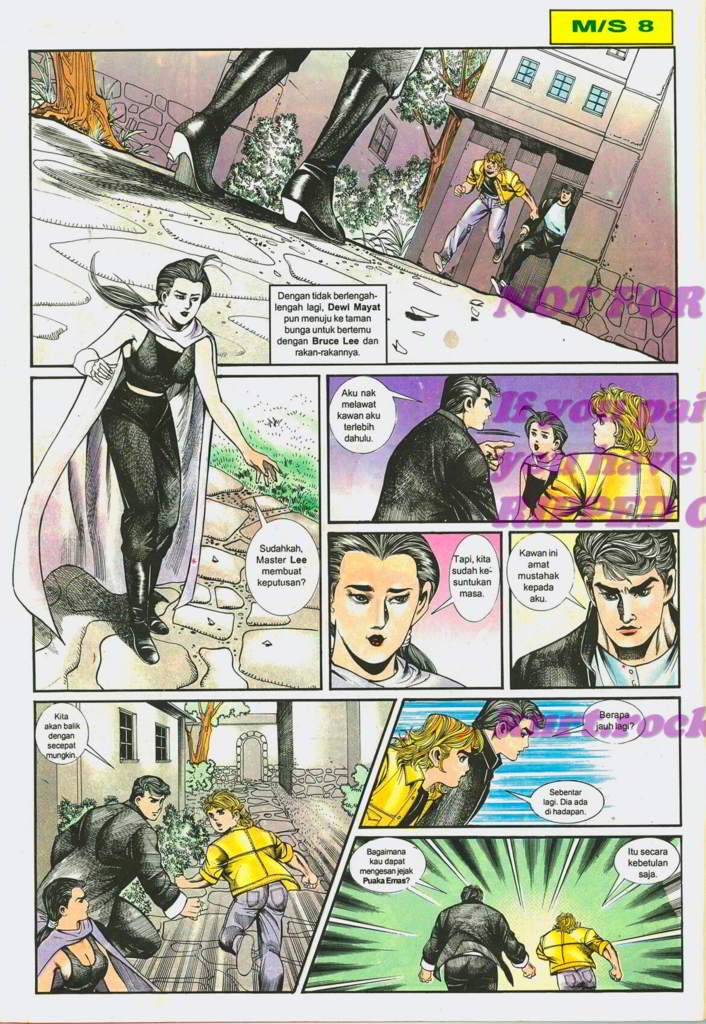 M/S 8
Dengan tidak berlengah-
lengah lagi, Dewi Mayat
pun menuju ke taman
bunga untuk bertemu
dengan Bruce Lee dan
rakan-rakannya.
NOT FOR
Sudahkah,
Master Lee
membuat
keputusan?
Aku nak
melawat
kawan aku
terlebih
dahulu.
If you pai
you have
RIPPED O
Tapi, kita
sudah ke-
suntukan
masa.
Kawan ini
amat
mustahak
kepada
aku.
Kita
akan balik
dengan
secepat
mungkin.
Berapa
jauh lagi?
Sebentar
lagi. Dia ada
di hadapan.
Bagaimana
kau dapat
mengesan jejak
Puaka Emas?
Itu secara
kebetulan
saja.